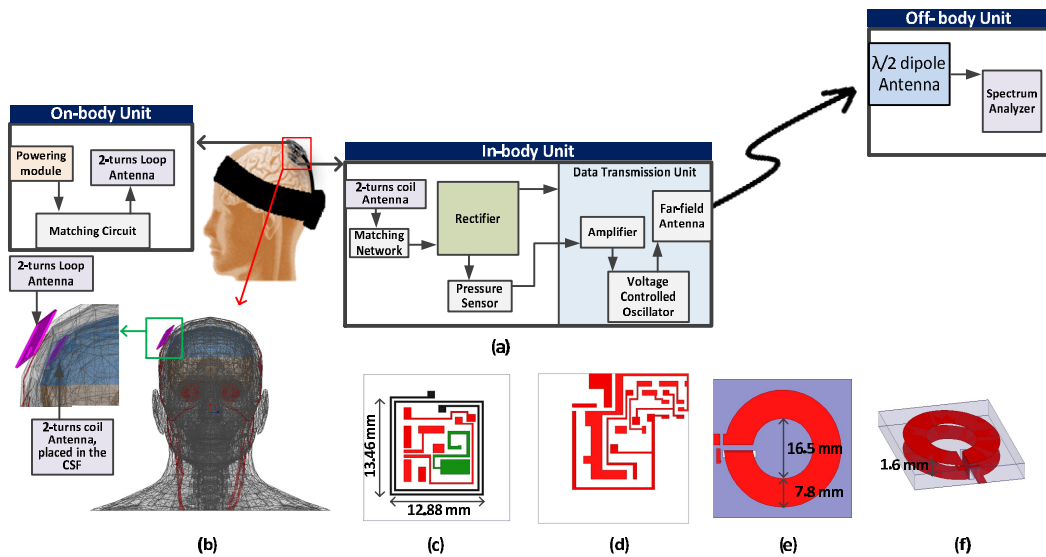 Off- body Unit
λ/2 dipole
Antenna
Spectrum
Analyzer
On-body Unit
Powering
module
2-turns Loop
Antenna
Matching Circuit
In-body Unit
2-turns coil
Antenna
Matching
Network
Rectifier
Pressure
Sensor
Data Transmission Unit
Amplifier
Far-field
Antenna
Voltage
Controlled
Oscillator
(a)
2-turns Loop
Antenna
2-turns coil
Antenna,
placed in the
CSF
(b)
13.46 mm
12.88 mm
(c)
(d)
16.5 mm
7.8 mm
(e)
1.6 mm
(f)